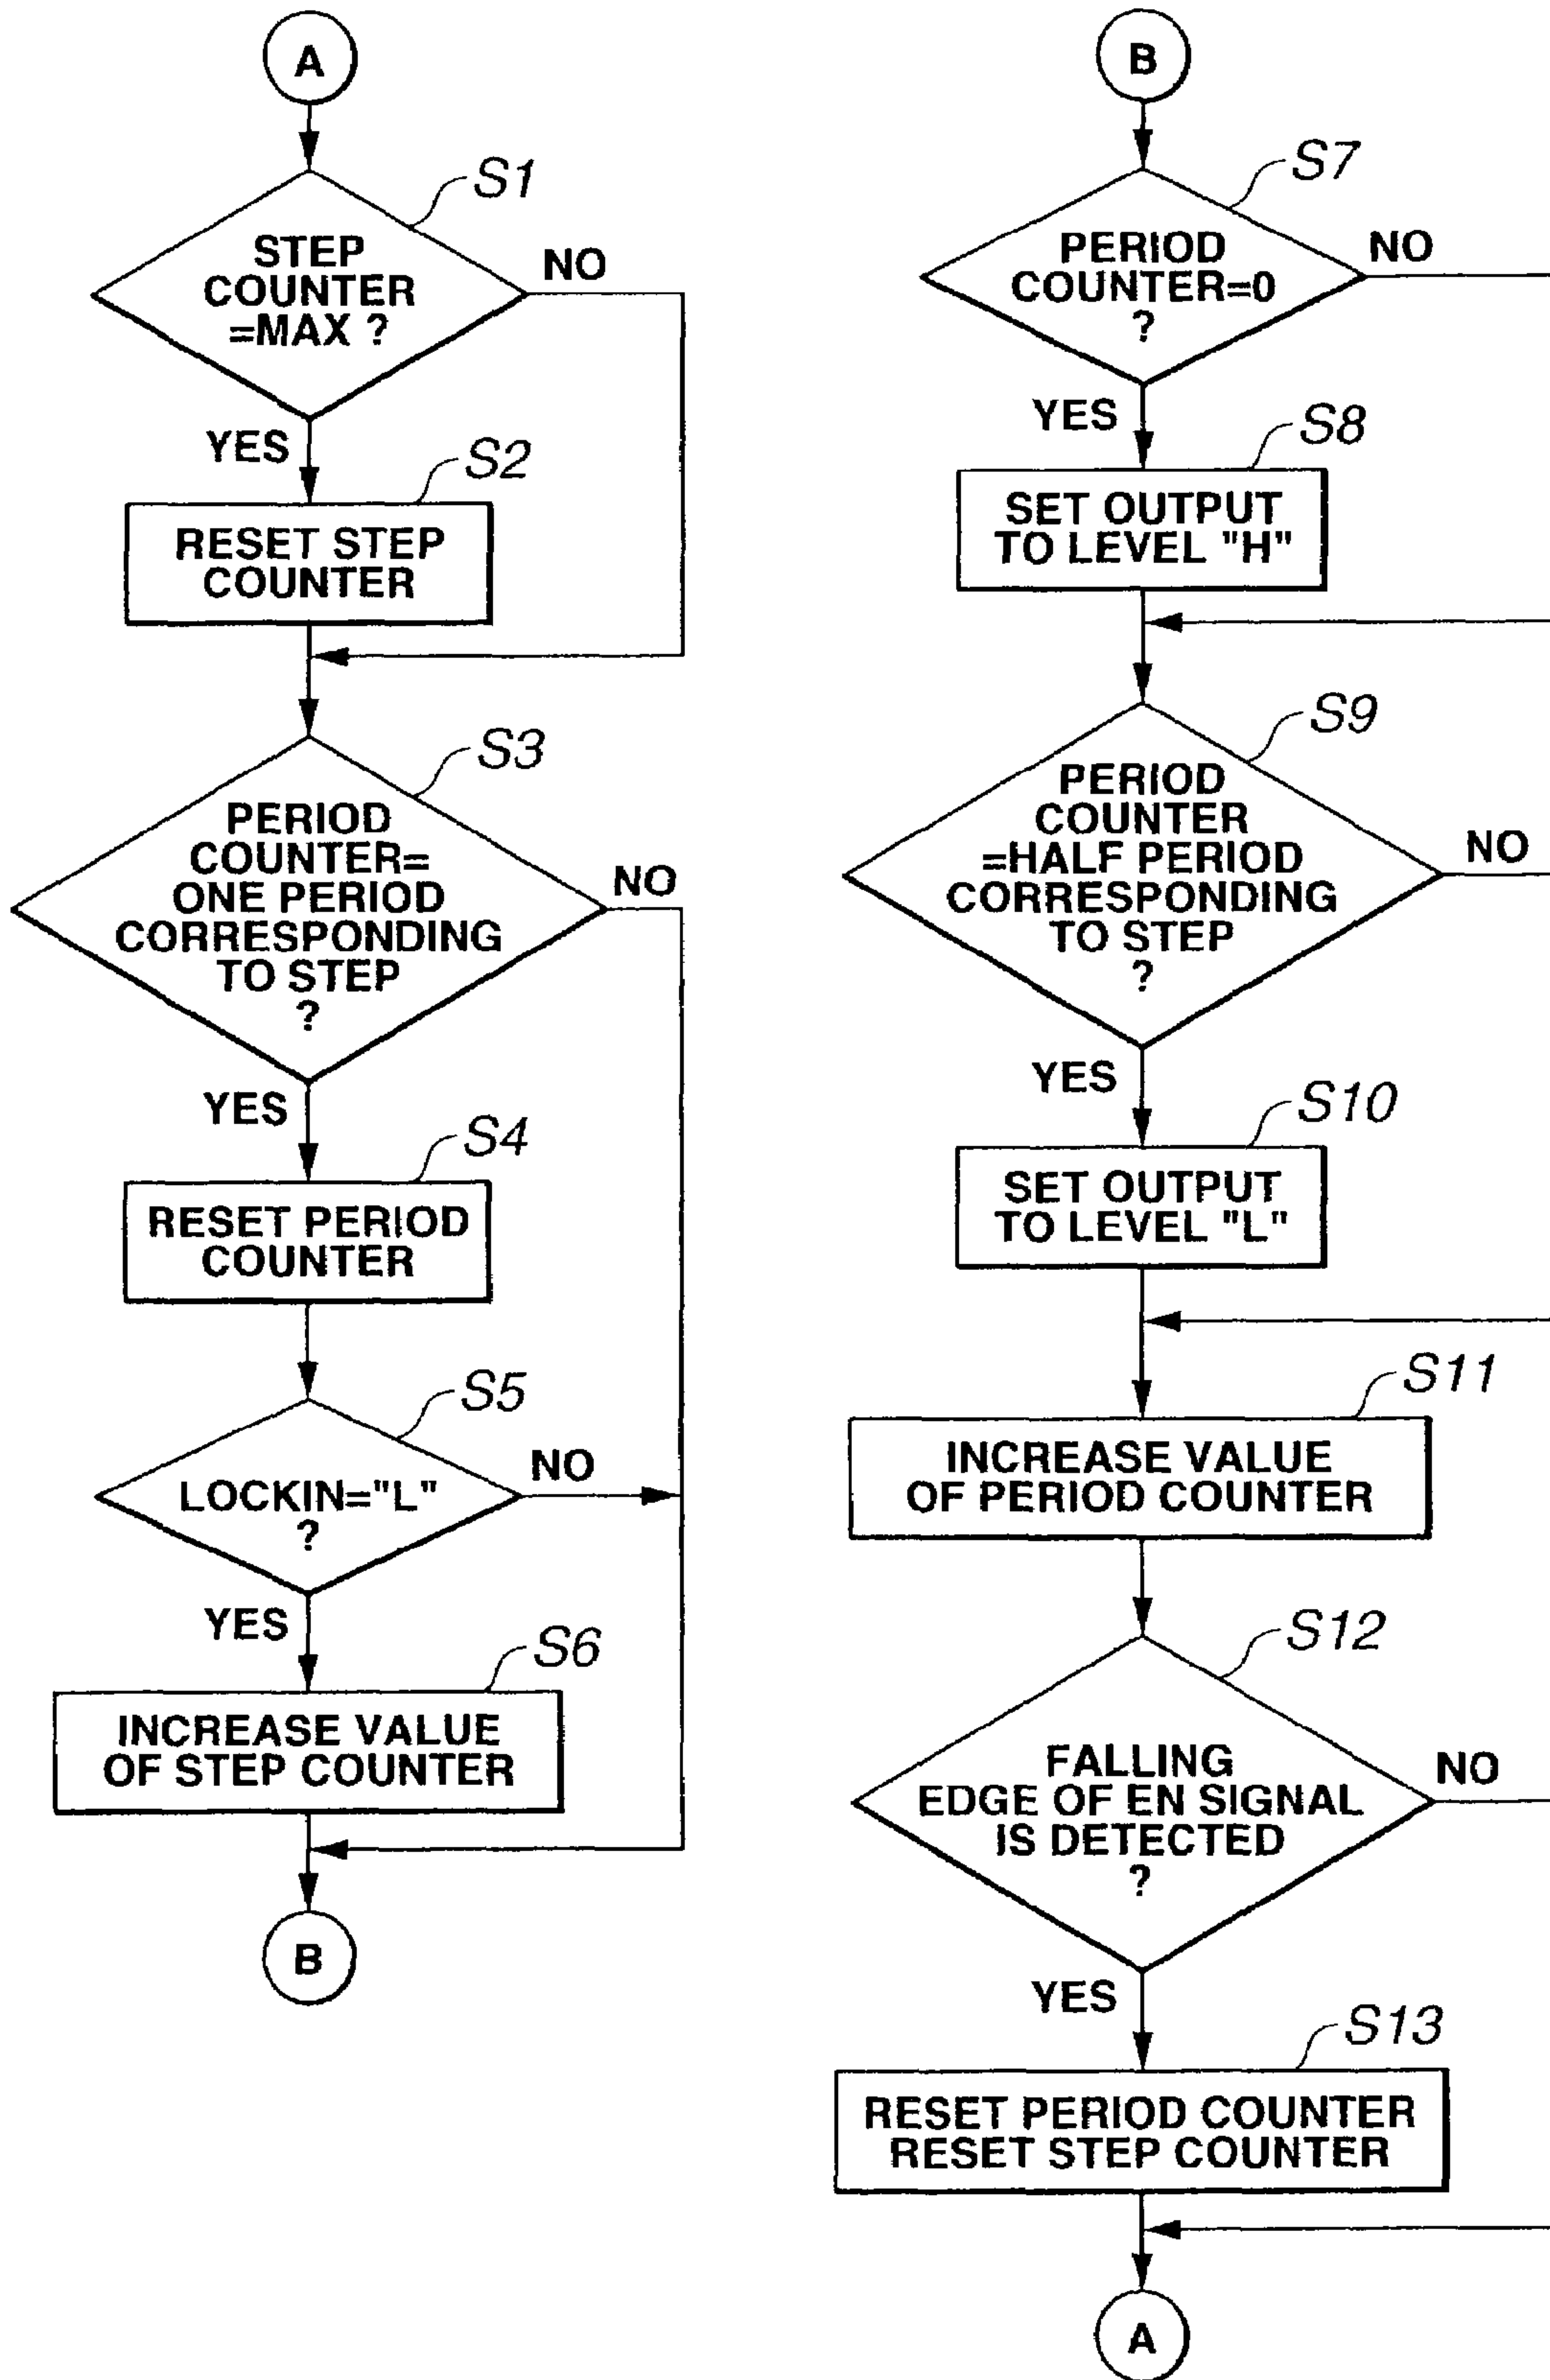 A
S1
STEP
COUNTER
=MAX ?
NO
YES
S2
RESET STEP
COUNTER
S3
PERIOD
COUNTER=
ONE PERIOD
CORRESPONDING
TO STEP
?
NO
YES
S4
RESET PERIOD
COUNTER
S5
LOCKIN="L"
?
NO
YES
S6
INCREASE VALUE
OF STEP COUNTER
B
B
S7
PERIOD
COUNTER=0
?
NO
YES
S8
SET OUTPUT
TO LEVEL "H"
S9
PERIOD
COUNTER
=HALF PERIOD
CORRESPONDING
TO STEP
?
NO
YES
S10
SET OUTPUT
TO LEVEL "L"
S11
INCREASE VALUE
OF PERIOD COUNTER
S12
FALLING
EDGE OF EN SIGNAL
IS DETECTED
?
NO
YES
S13
RESET PERIOD COUNTER
RESET STEP COUNTER
A